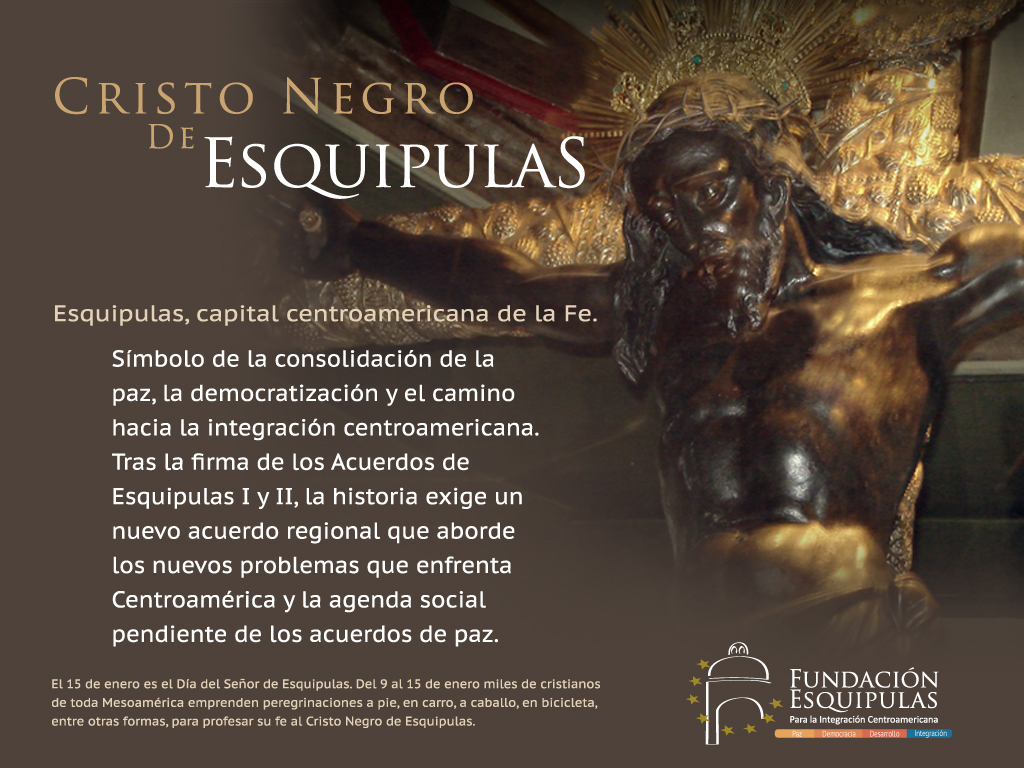 CRISTO NEGRO
DE ESQUIPULAS
Esquipulas, capital centroamericana de la Fe.
Símbolo de la consolidación de la
paz, la democratización y el camino
hacia la integración centroamericana.
Tras la firma de los Acuerdos de
Esquipulas I y II, la historia exige un
nuevo acuerdo regional que aborde
los nuevos problemas que enfrenta
Centroamérica y la agenda social
pendiente de los acuerdos de paz.
El 15 de enero es el Día del Señor de Esquipulas. Del 9 al 15 de enero miles de cristianos
de toda Mesoamérica emprenden peregrinaciones a pie, en carro, a caballo, en bicicleta,
entre otras formas, para profesar su fe al Cristo Negro de Esquipulas.
FUNDACIÓN
ESQUIPULAS
Para la Integración Centroamericana
Paz Democracia Desarrollo Integración